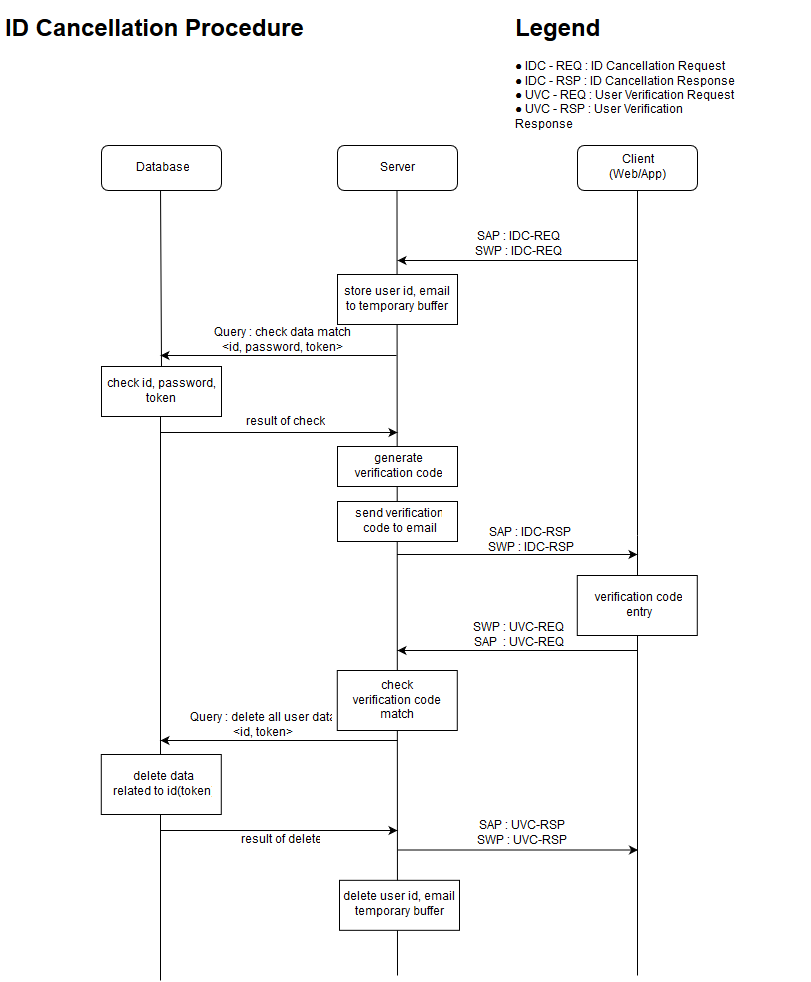 ID Cancellation Procedure
Legend
● IDC - REQ : ID Cancellation Request
● IDC - RSP : ID Cancellation Response
● UVC - REQ : User Verification Request
● UVC - RSP : User Verification
Response
Database
Server
Client
(Web/App)
SAP : IDC-REQ
SWP : IDC-REQ
store user id, email
to temporary buffer
Query : check data match
<id, password, token>
check id, password,
token
result of check
generate
verification code
send verification
code to email
SAP : IDC-RSP
SWP : IDC-RSP
verification code
entry
SWP : UVC-REQ
SAP : UVC-REQ
check
verification code
match
Query : delete all user data
<id, token>
delete data
related to id(token
result of delete
SAP : UVC-RSP
SWP : UVC-RSP
delete user id, email
temporary buffer